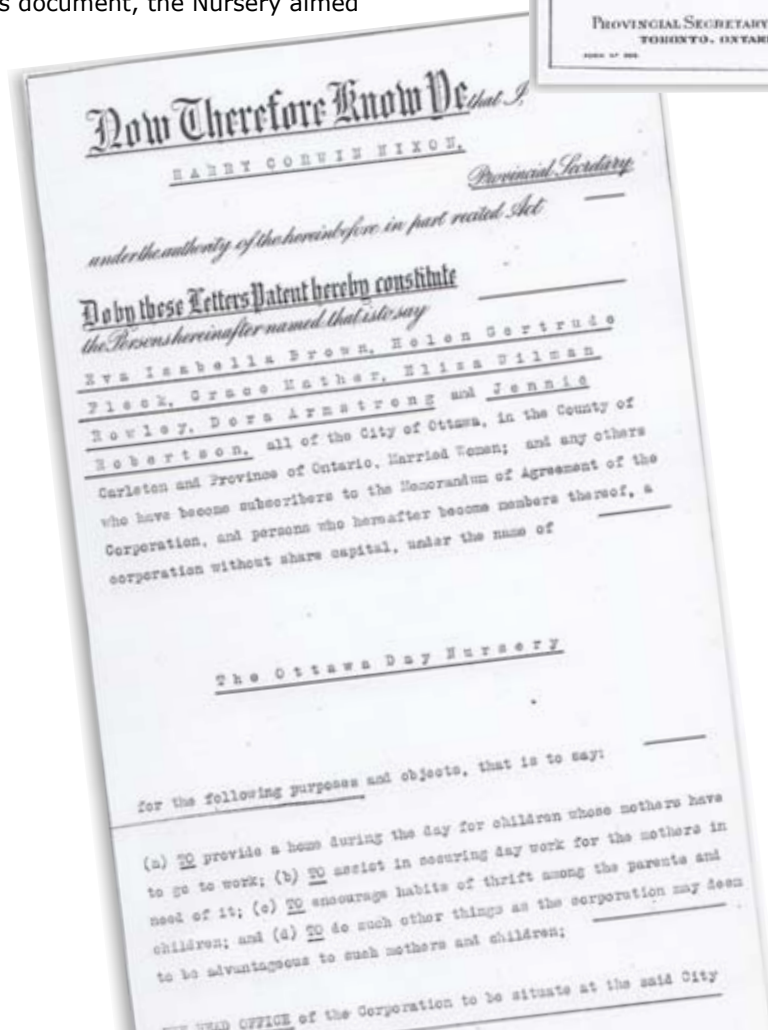 s document, the Nursery aimed
PROVINCIAL SECRETARY
TORONTO. ONTAR
Now Therefore Know Ye that I,
HARRY CORWIN NIXON,
Provincial Secretary
under the authority of the hereinbefore in part recited Act
Do by these Letters Patent hereby constitute
the Persons hereinafter named that is to say
Eva Isabella Brown, Helen Gertrude
Fleck, Grace Mather, Eliza Wilman
Rowley, Dora Armstrong and Jennie
Robertson, all of the City of Ottawa, in the County of
Carleton and Province of Ontario, Married Women; and any others
who have become subscribers to the Memorandum of Agreement of the
Corporation, and persons who hereafter become members thereof, a
corporation without share capital, under the name of
The Ottawa Day Nursery
for the following purposes and objects, that is to say:
(a) TO provide a home during the day for children whose mothers have
to go to work; (b) TO assist in securing day work for the mothers in
need of it; (c) TO encourage habits of thrift among the parents and
children; and (d) TO do such other things as the corporation may deem
to be advantageous to such mothers and children;
HEAD OFFICE of the Corporation to be situate at the said City